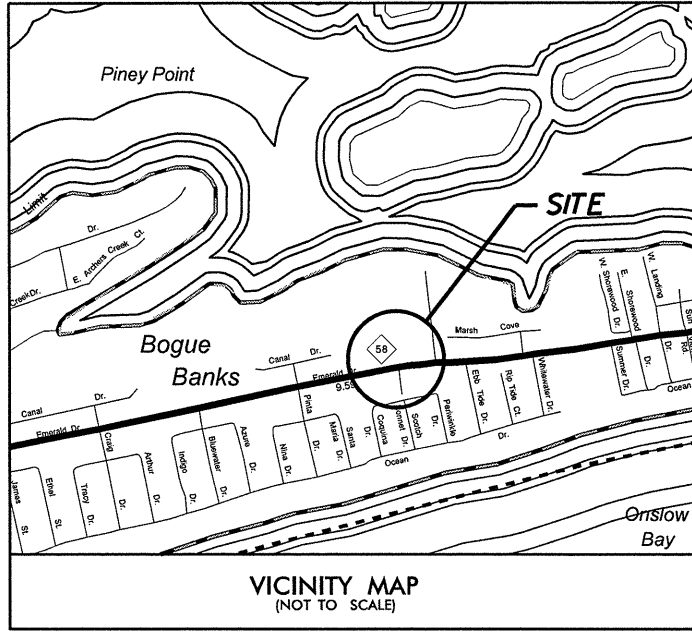 Piney Point
SITE
Limit
Dr.
E. Archers Creek Ct.
Creek Dr.
W. Landing
E. Shorewood Dr.
W. Shorewood Dr.
Rd.
Marsh Cove
58
Bogue
Banks
Canal Dr.
Emerald Dr.
9.59
Summer Dr.
Ocean
Whitewater Dr.
Rip Tide Ct.
Ebb Tide Dr.
Periwinkle
Scotch
Dr.
Coquina
Dr.
Santa
Dr.
Maria
Dr.
Pinta
Dr.
Nina
Dr.
Canal Dr.
Emerald Dr.
Azure
Dr.
Bluewater
Dr.
Indigo
Dr.
Arthur
Dr.
Craig
Dr.
Tracy
Dr.
Ethel
St.
James
St.
Ocean Dr.
Onslow
Bay
VICINITY MAP
(NOT TO SCALE)